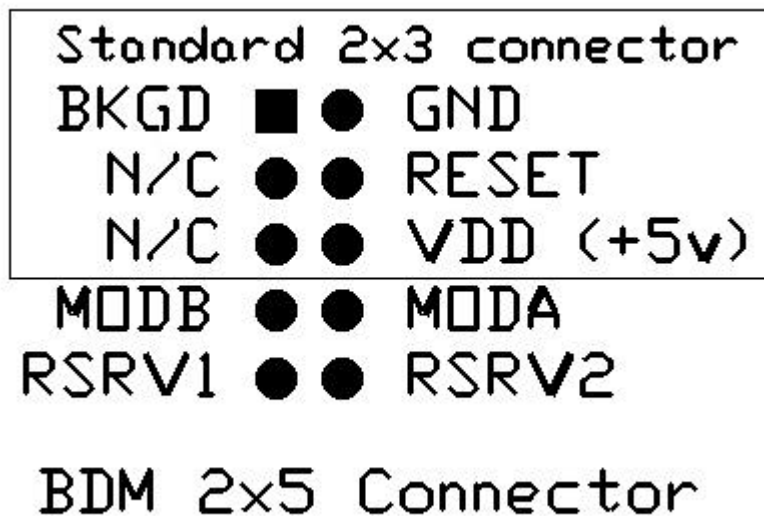 Standard 2x3 connector
BKGD GND
N/C RESET
N/C VDD (+5v)
MODB MODA
RSRV1 RSRV2
BDM 2x5 Connector